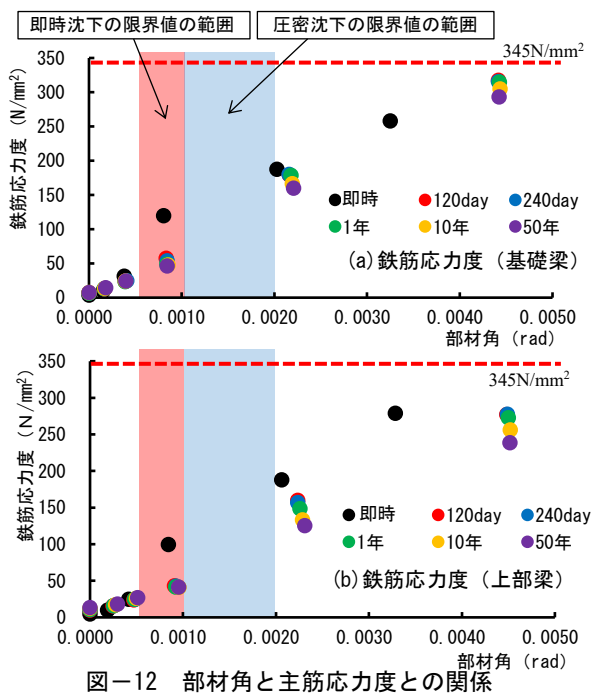 即時沈下の限界値の範囲
圧密沈下の限界値の範囲
345N/mm²
鉄筋応力度 (N/mm²)
350
300
250
200
150
100
50
0
即時 120day 240day
1年 10年 50年
(a)鉄筋応力度（基礎梁）
0.0000 0.0010 0.0020 0.0030 0.0040 0.0050
部材角 (rad)
345N/mm²
鉄筋応力度 (N/mm²)
350
300
250
200
150
100
50
0
即時 120day 240day
1年 10年 50年
(b)鉄筋応力度（上部梁）
0.0000 0.0010 0.0020 0.0030 0.0040 0.0050
部材角 (rad)
図－12 部材角と主筋応力度との関係